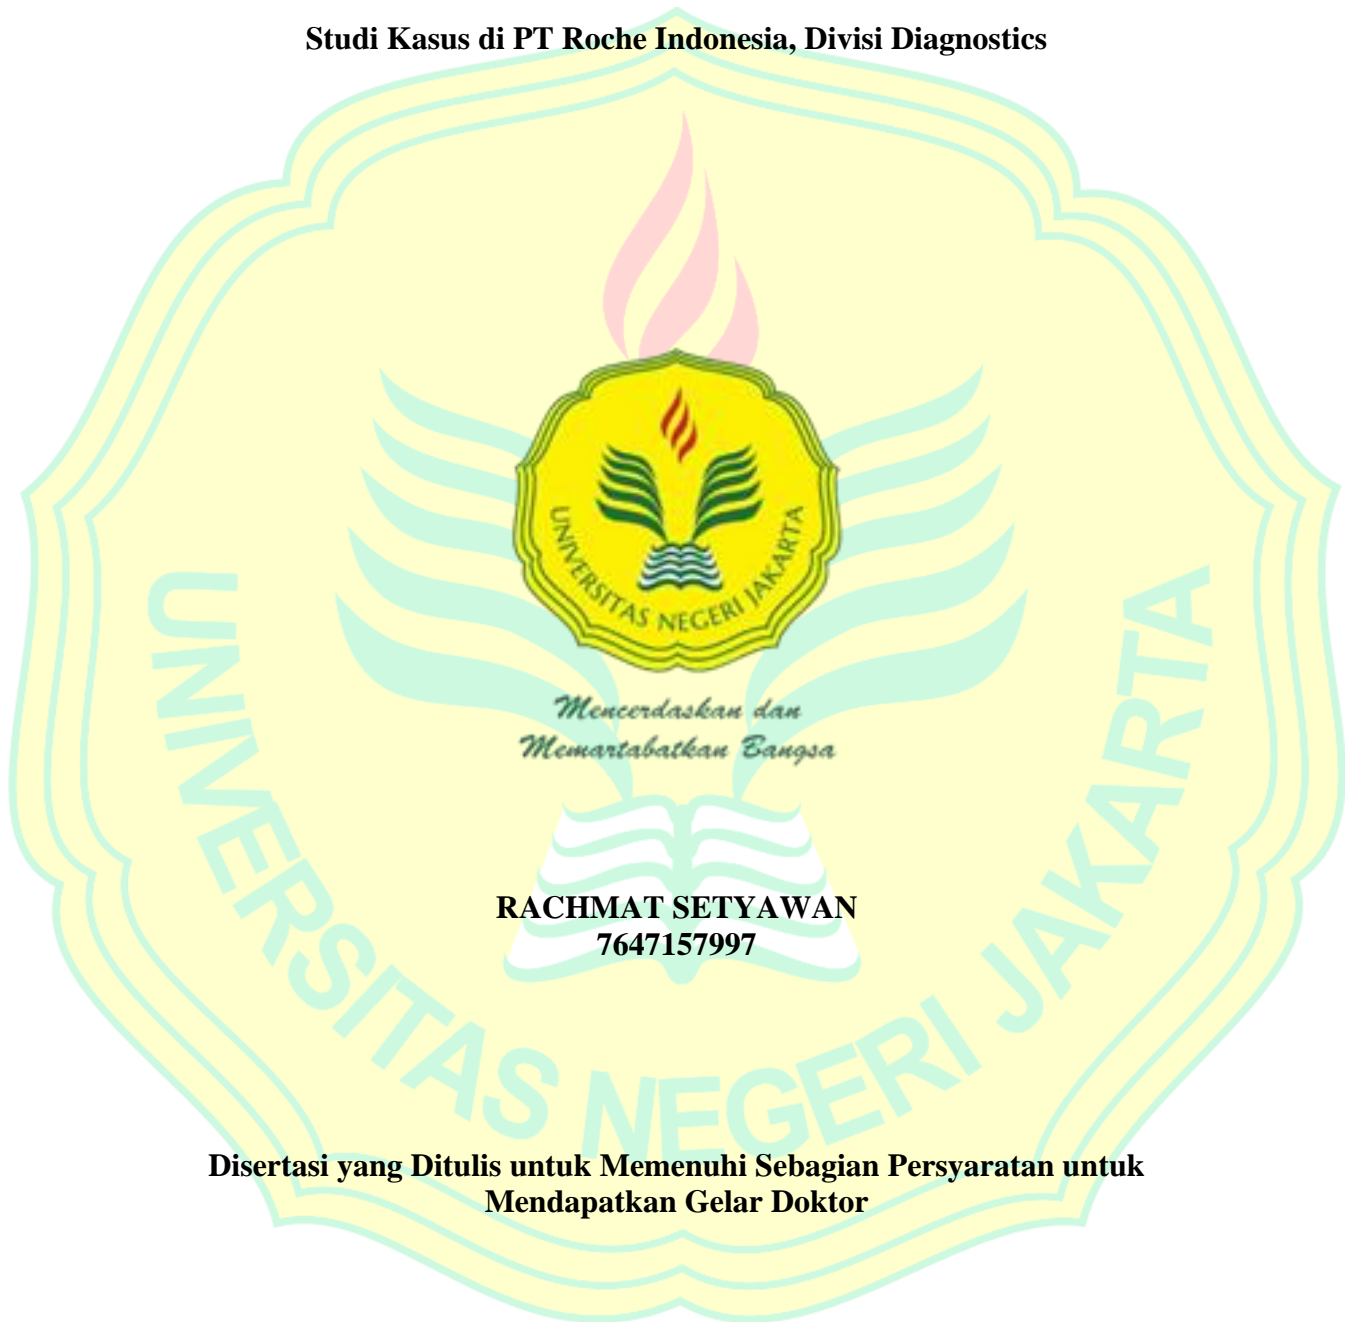 Studi Kasus di PT Roche Indonesia, Divisi Diagnostics
UNIVERSITAS NEGERI JAKARTA
Mencerdaskan dan
Memartabatkan Bangsa
RACHMAT SETYAWAN
7647157997
UNIVERSITAS NEGERI JAKARTA
Disertasi yang Ditulis untuk Memenuhi Sebagian Persyaratan untuk
Mendapatkan Gelar Doktor